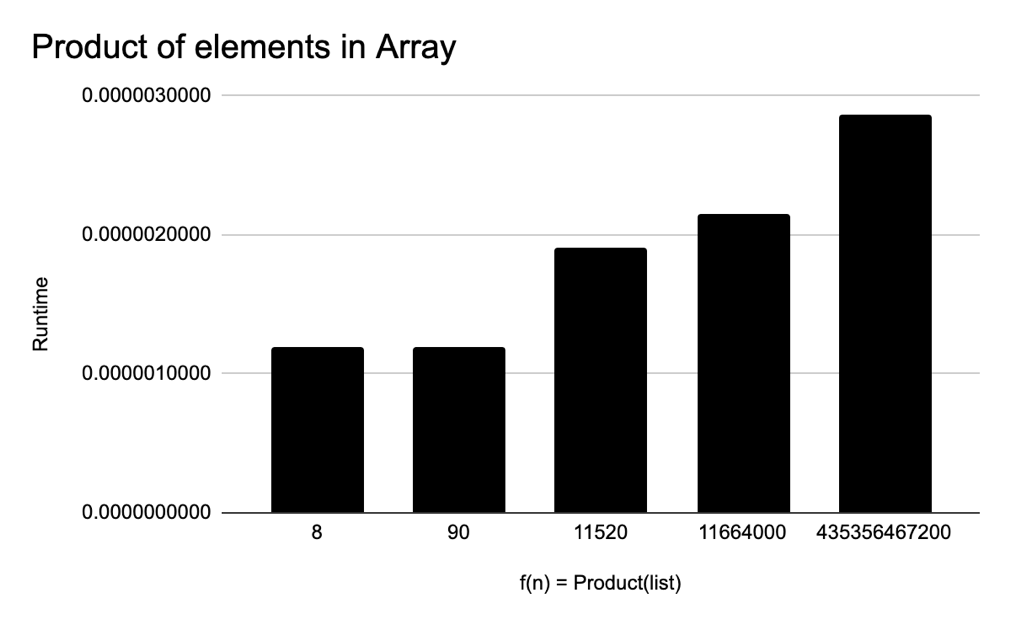 Product of elements in Array
0.0000030000
0.0000020000
0.0000010000
0.0000000000
Runtime
8 90 11520 11664000 435356467200
f(n) = Product(list)